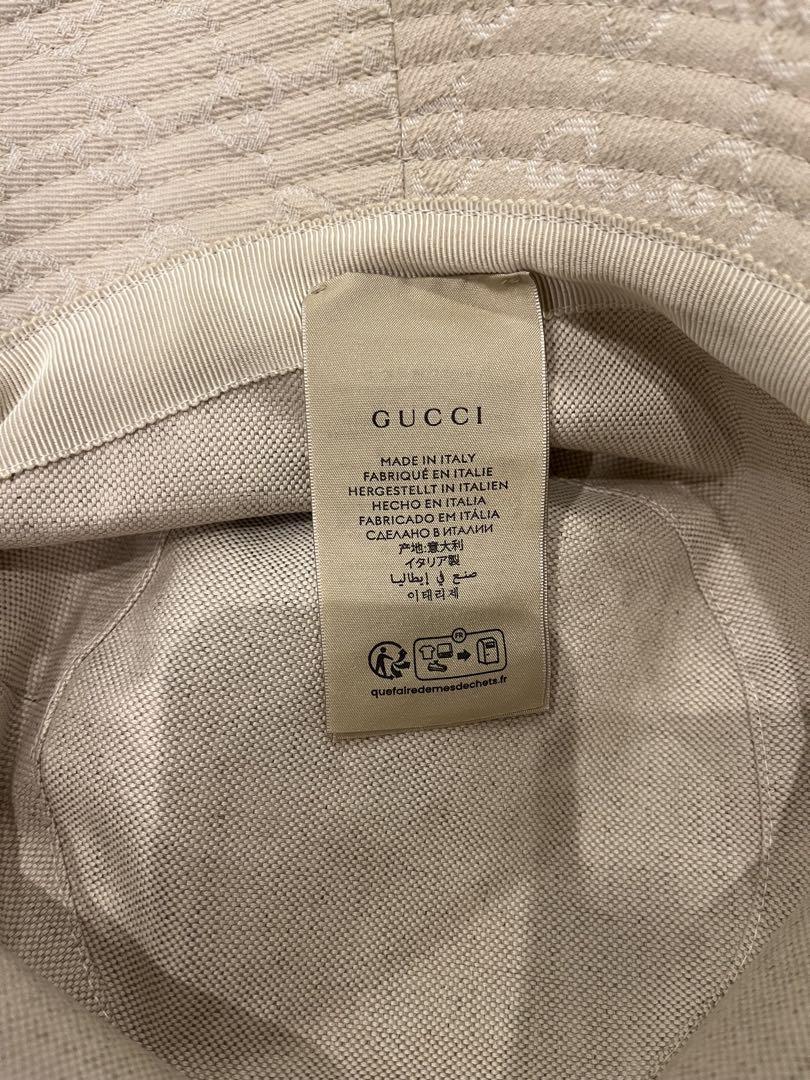 GUCCI
MADE IN ITALY
FABRIQUÉ EN ITALIE
HERGESTELLT IN ITALIEN
HECHO EN ITALIA
FABRICADO EM ITÁLIA
СДЕЛАНО В ИТАЛИИ
产地:意大利
イタリア製
صنع في إيطاليا
이태리제
FR
quefairedemesdechets.fr